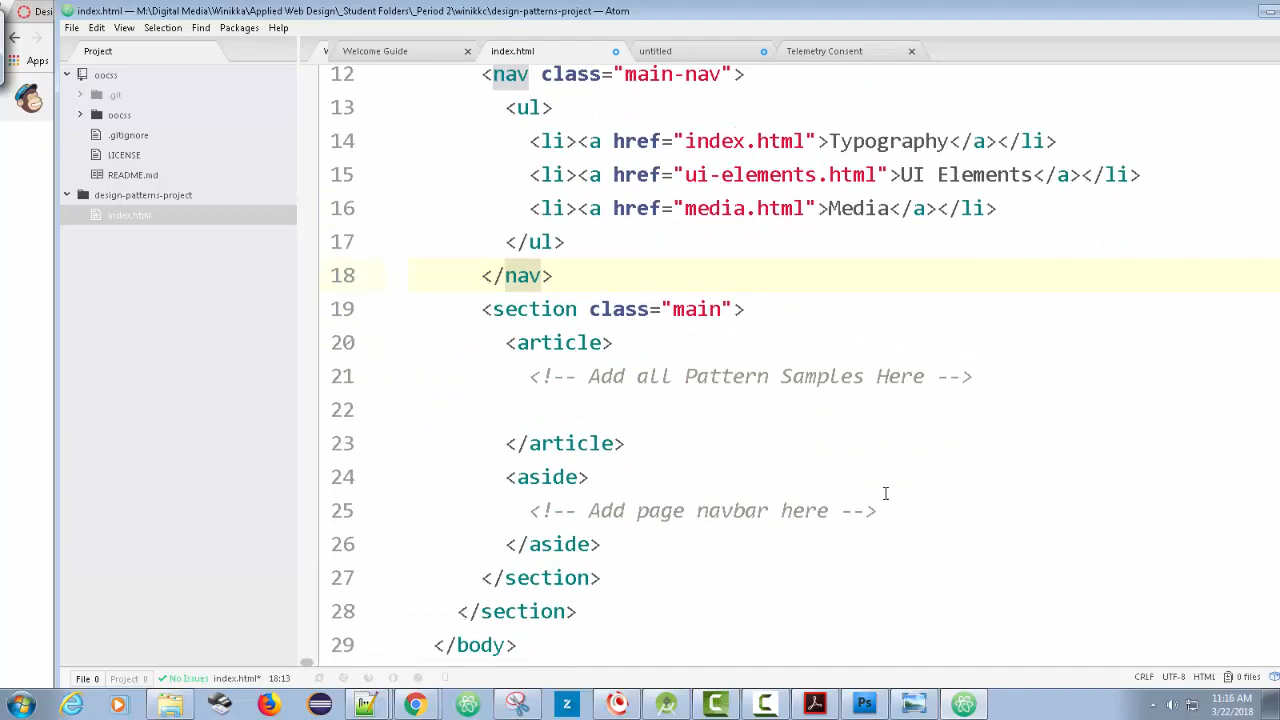 Desi
index.html — M:\Digital Media\Winikka\Applied Web Design\_Student Folders\_Period 2\winikkc\design-patterns-project — Atom
File Edit View Selection Find Packages Help
Project
Welcome Guide
index.html
untitled
Telemetry Consent
Apps
oocss
.git
oocss
.gitignore
LICENSE
README.md
design-patterns-project
index.html
12 <nav class="main-nav">
13 <ul>
14 <li><a href="index.html">Typography</a></li>
15 <li><a href="ui-elements.html">UI Elements</a></li>
16 <li><a href="media.html">Media</a></li>
17 </ul>
18 </nav>
19 <section class="main">
20 <article>
21 <!-- Add all Pattern Samples Here -->
22
23 </article>
24 <aside>
25 <!-- Add page navbar here -->
26 </aside>
27 </section>
28 </section>
29 </body>
File 0 Project 0 No Issues index.html* 18:13
CRLF UTF-8 HTML 0 files
Z
Ps
11:16 AM
3/22/2018